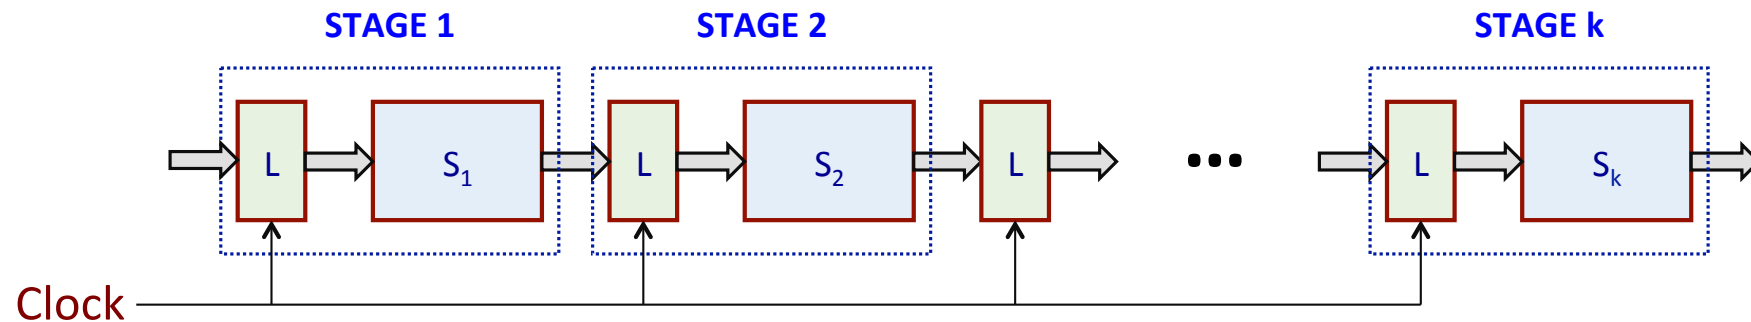 STAGE 1 STAGE 2 STAGE k
L S₁ L S₂ L ... L Sₖ
Clock